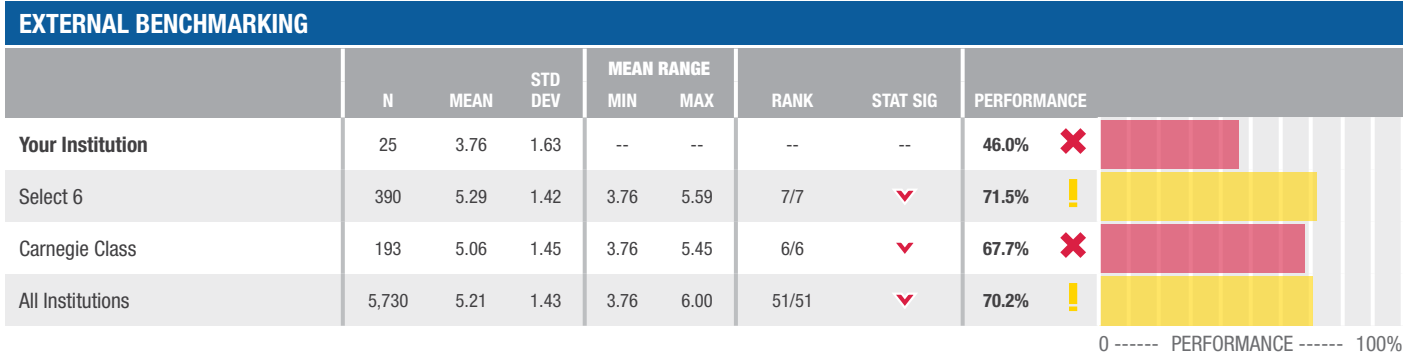 EXTERNAL BENCHMARKING
N MEAN STD DEV MEAN RANGE MIN MAX RANK STAT SIG PERFORMANCE
Your Institution 25 3.76 1.63 -- -- -- -- 46.0%
Select 6 390 5.29 1.42 3.76 5.59 7/7 71.5%
Carnegie Class 193 5.06 1.45 3.76 5.45 6/6 67.7%
All Institutions 5,730 5.21 1.43 3.76 6.00 51/51 70.2%
0 ------ PERFORMANCE ------ 100%